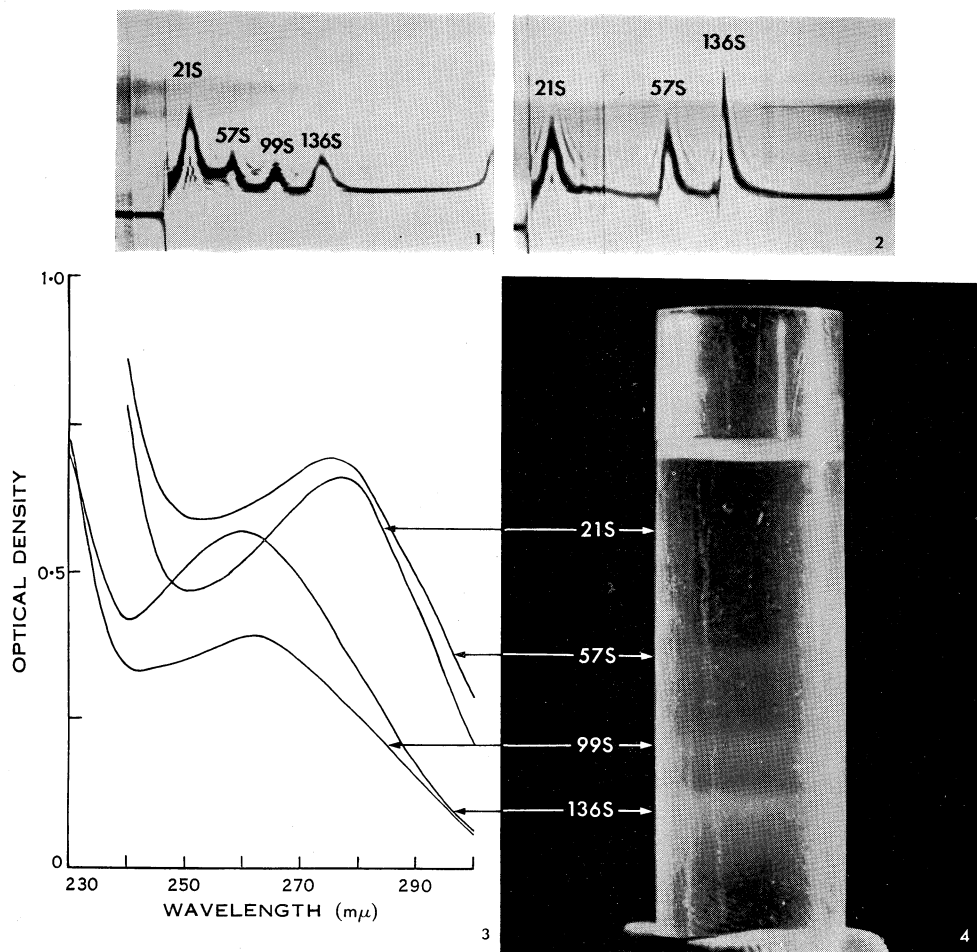 21S
57S
99S
136S
1
21S
57S
136S
2
1·0
0·5
0
OPTICAL DENSITY
230 250 270 290
WAVELENGTH (mμ)
3
21S
57S
99S
136S
4